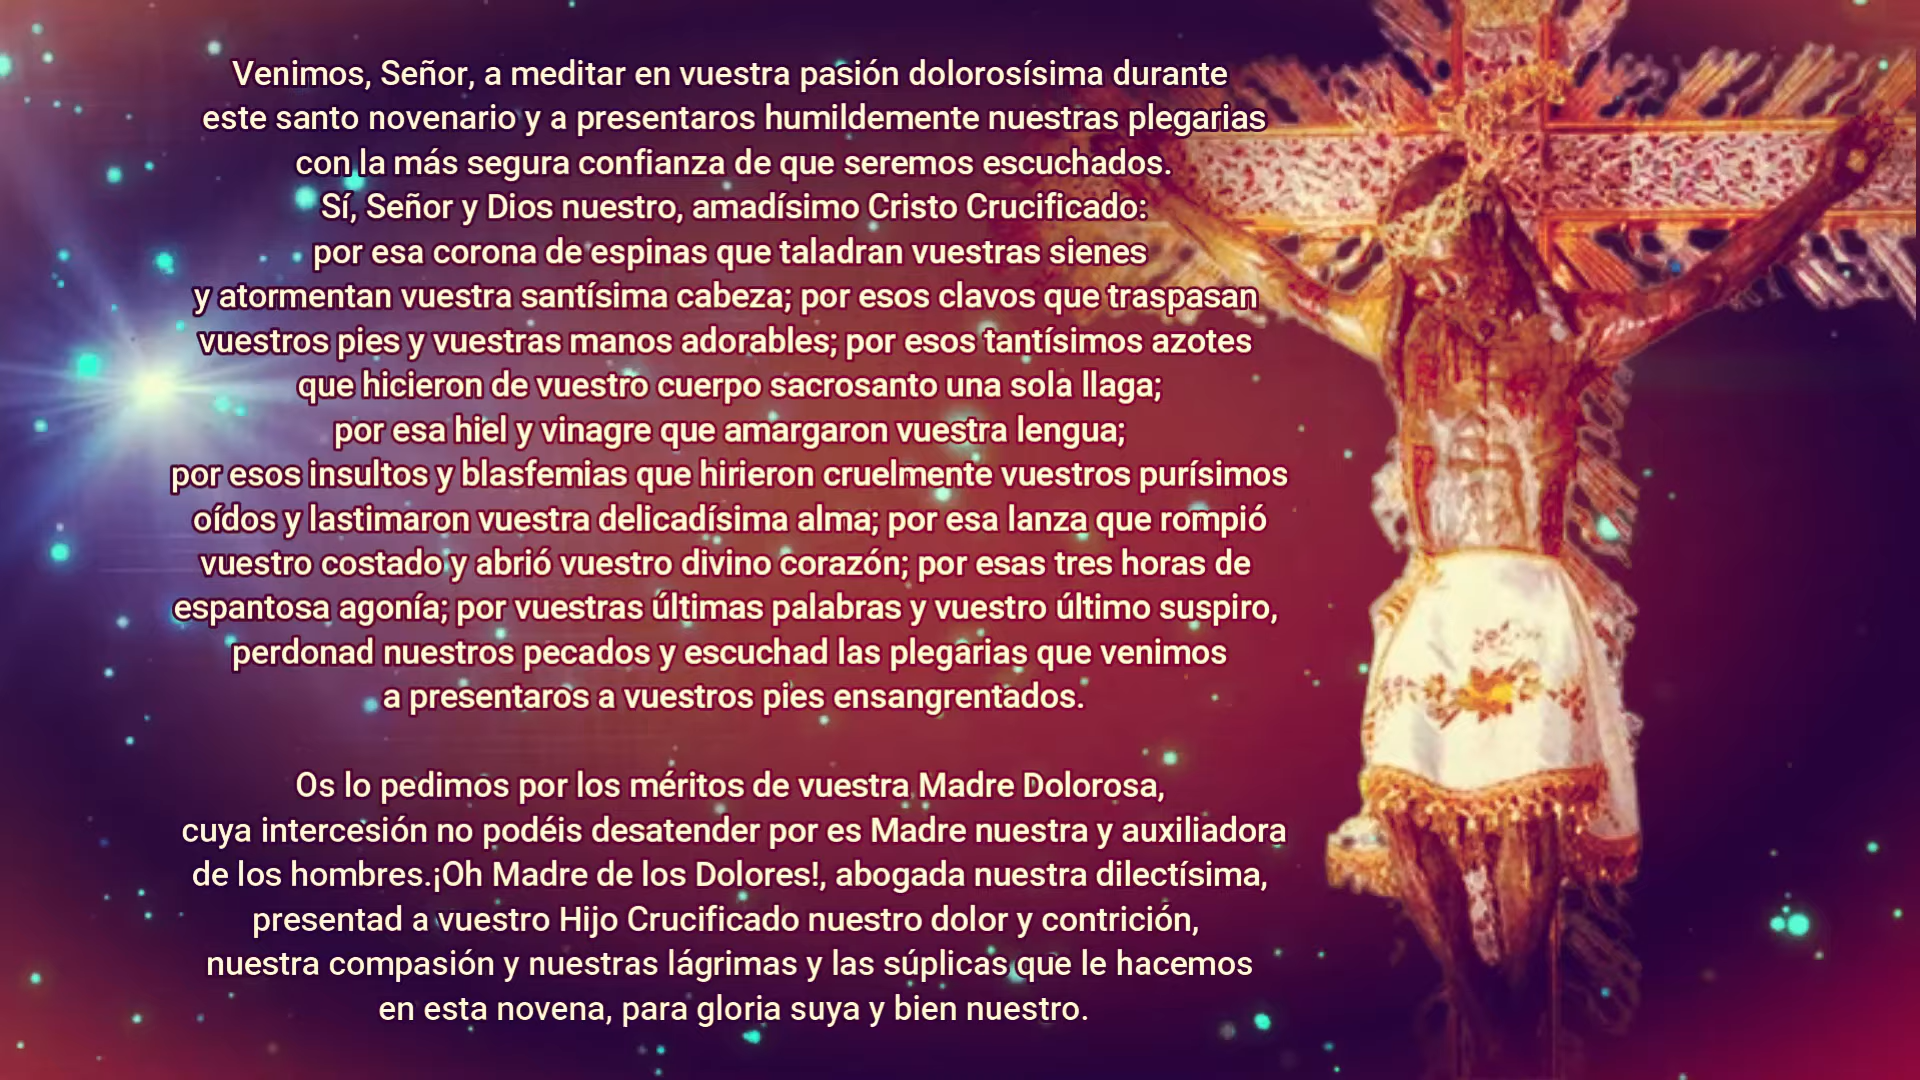 Venimos, Señor, a meditar en vuestra pasión dolorosísima durante
este santo novenario y a presentaros humildemente nuestras plegarias
con la más segura confianza de que seremos escuchados.
Sí, Señor y Dios nuestro, amadísimo Cristo Crucificado:
por esa corona de espinas que taladran vuestras sienes
y atormentan vuestra santísima cabeza; por esos clavos que traspasan
vuestros pies y vuestras manos adorables; por esos tantísimos azotes
que hicieron de vuestro cuerpo sacrosanto una sola llaga;
por esa hiel y vinagre que amargaron vuestra lengua;
por esos insultos y blasfemias que hirieron cruelmente vuestros purísimos
oídos y lastimaron vuestra delicadísima alma; por esa lanza que rompió
vuestro costado y abrió vuestro divino corazón; por esas tres horas de
espantosa agonía; por vuestras últimas palabras y vuestro último suspiro,
perdonad nuestros pecados y escuchad las plegarias que venimos
a presentaros a vuestros pies ensangrentados.
Os lo pedimos por los méritos de vuestra Madre Dolorosa,
cuya intercesión no podéis desatender por es Madre nuestra y auxiliadora
de los hombres.¡Oh Madre de los Dolores!, abogada nuestra dilectísima,
presentad a vuestro Hijo Crucificado nuestro dolor y contrición,
nuestra compasión y nuestras lágrimas y las súplicas que le hacemos
en esta novena, para gloria suya y bien nuestro.